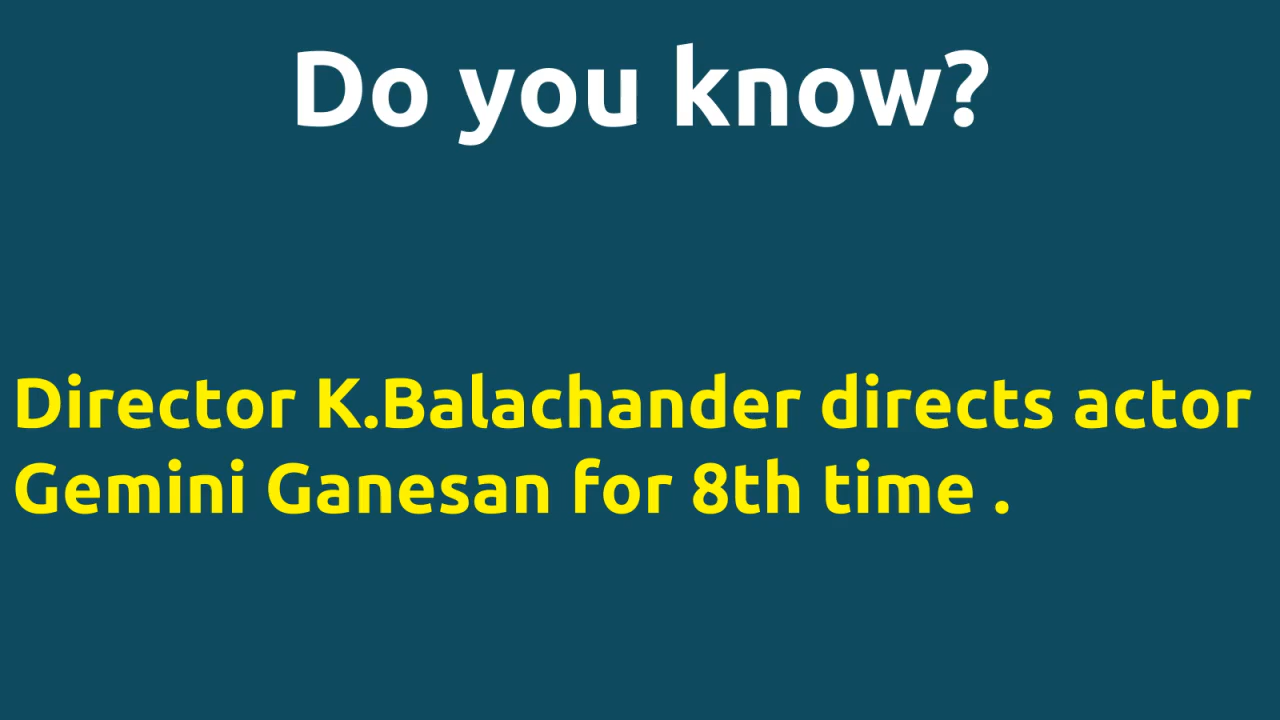 Do you know?
Director K.Balachander directs actor
Gemini Ganesan for 8th time .